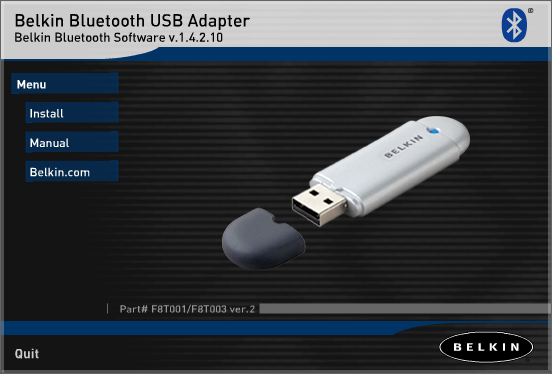 Belkin Bluetooth USB Adapter
Belkin Bluetooth Software v.1.4.2.10
®
Menu
Install
Manual
Belkin.com
BELKIN
Part# F8T001/F8T003 ver.2
Quit
BELKIN